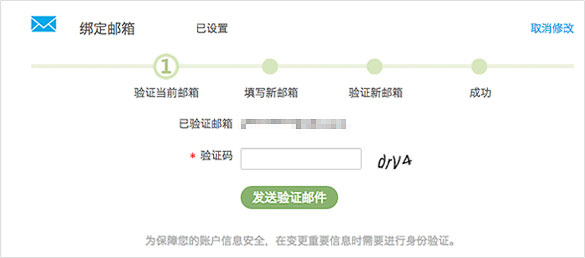 绑定邮箱 已设置 取消修改
1
验证当前邮箱 填写新邮箱 验证新邮箱 成功
已验证邮箱
* 验证码 drV4
发送验证邮件
为保障您的账户信息安全，在变更重要信息时需要进行身份验证。